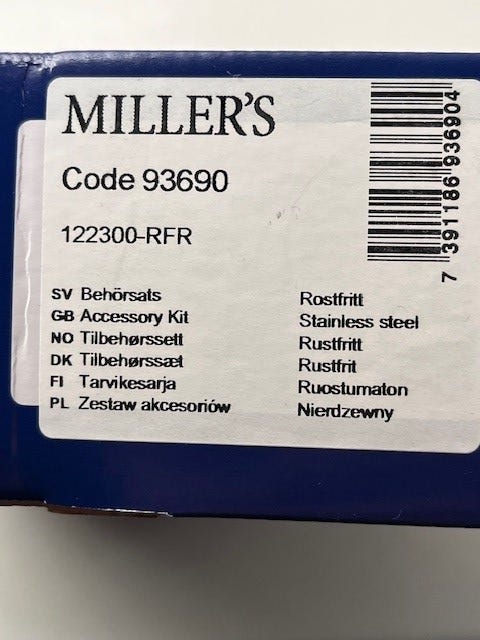 MILLER'S
Code 93690
122300-RFR
7 391186 936904
SV Behörsats Rostfritt
GB Accessory Kit Stainless steel
NO Tilbehørssett Rustfritt
DK Tilbehørssæt Rustfrit
FI Tarvikesarja Ruostumaton
PL Zestaw akcesoriów Nierdzewny